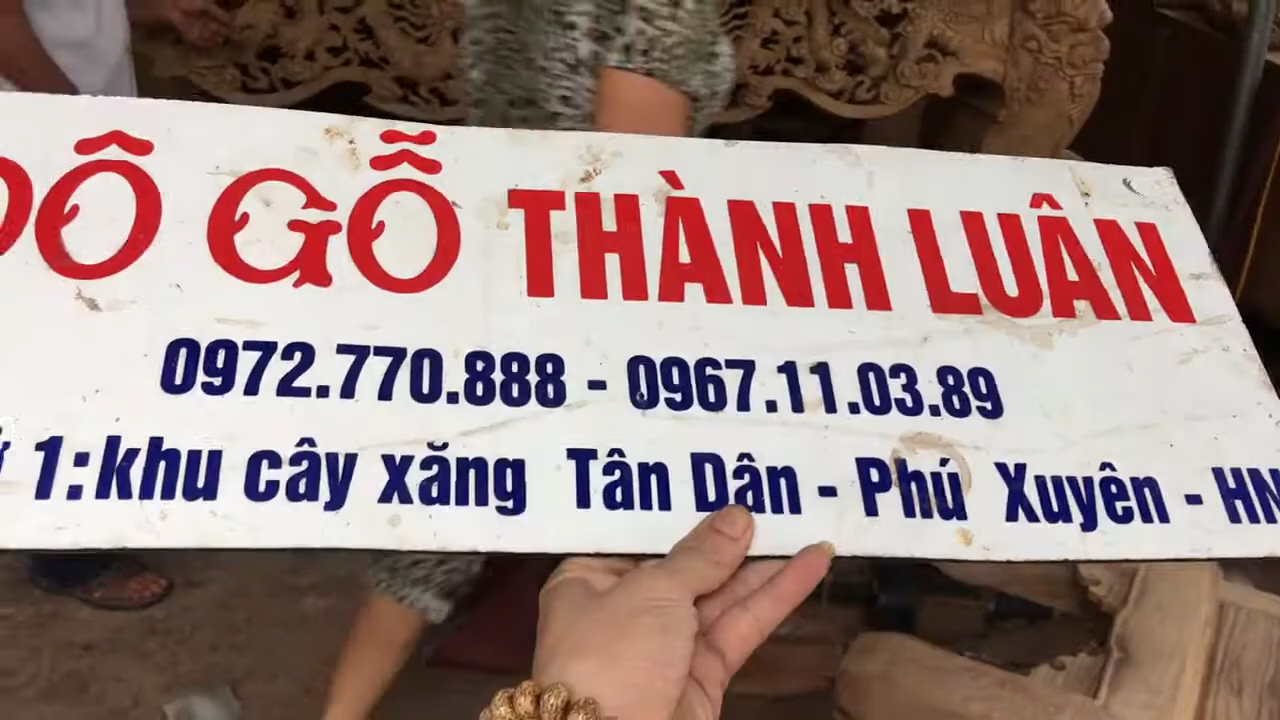 ĐÔ GỖ THÀNH LUÂN
0972.770.888 - 0967.11.03.89
1: khu cây xăng Tân Dân - Phú Xuyên - HN